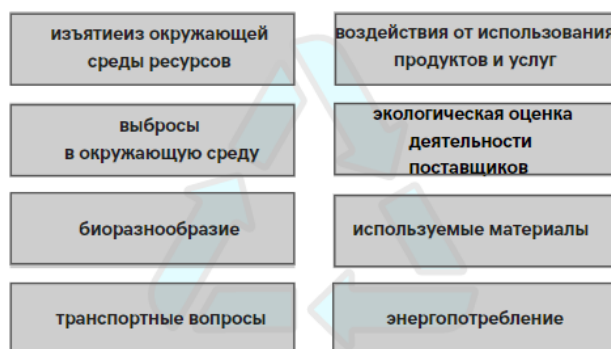 изъятиеиз окружающей
среды ресурсов
воздействия от использования
продуктов и услуг
выбросы
в окружающую среду
экологическая оценка
деятельности
поставщиков
биоразнообразие
используемые материалы
транспортные вопросы
энергопотребление